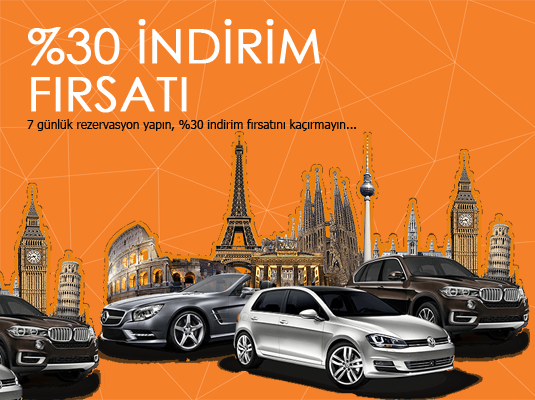 %30 İNDİRİM
FIRSATI
7 günlük rezervasyon yapın, %30 indirim fırsatını kaçırmayın...